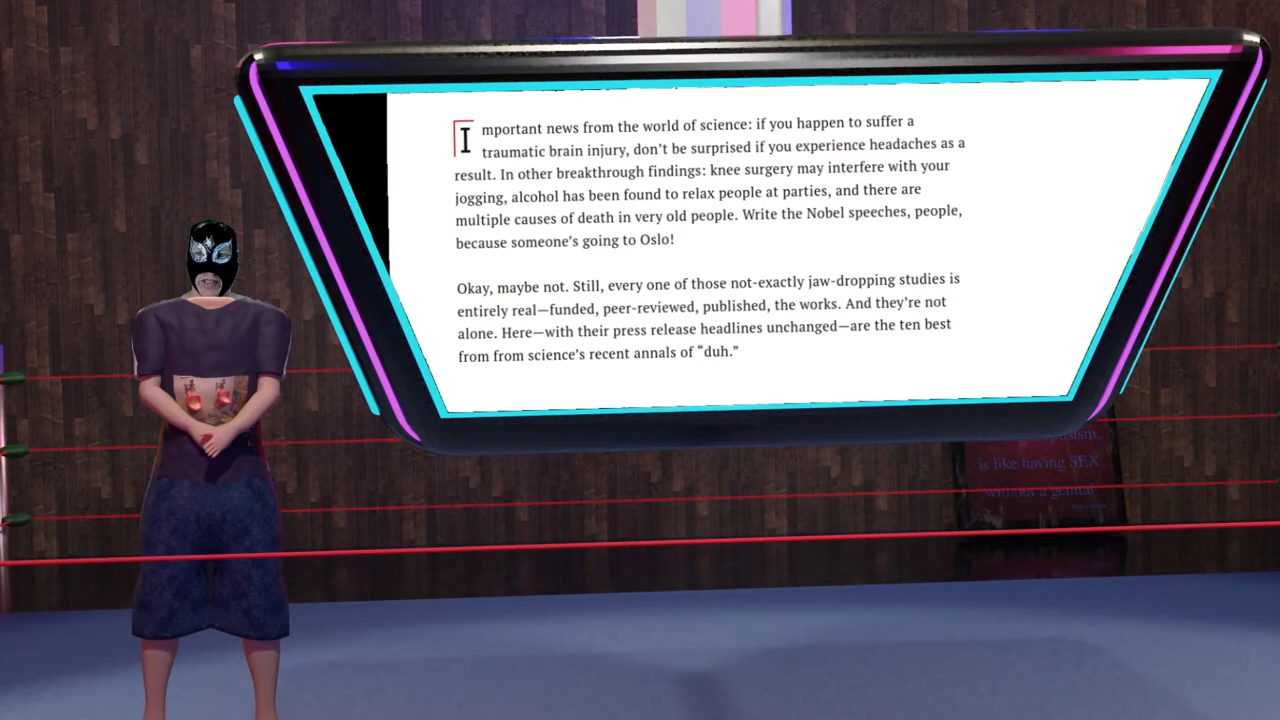 Important news from the world of science: if you happen to suffer a
traumatic brain injury, don't be surprised if you experience headaches as a
result. In other breakthrough findings: knee surgery may interfere with your
jogging, alcohol has been found to relax people at parties, and there are
multiple causes of death in very old people. Write the Nobel speeches, people,
because someone's going to Oslo!
Okay, maybe not. Still, every one of those not-exactly jaw-dropping studies is
entirely real—funded, peer-reviewed, published, the works. And they're not
alone. Here—with their press release headlines unchanged—are the ten best
from from science's recent annals of “duh.”
is like having SEX
without a genital